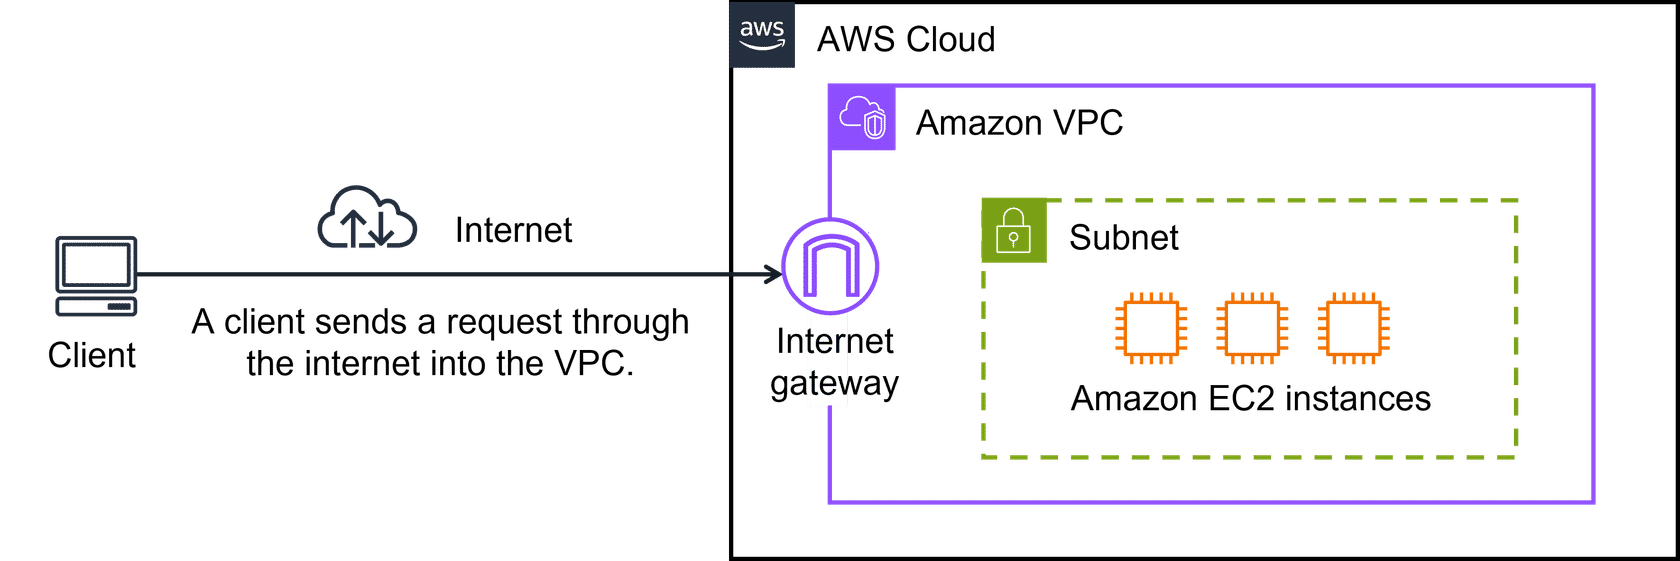 aws
AWS Cloud
Amazon VPC
Internet
Subnet
A client sends a request through
the internet into the VPC.
Client
Internet
gateway
Amazon EC2 instances